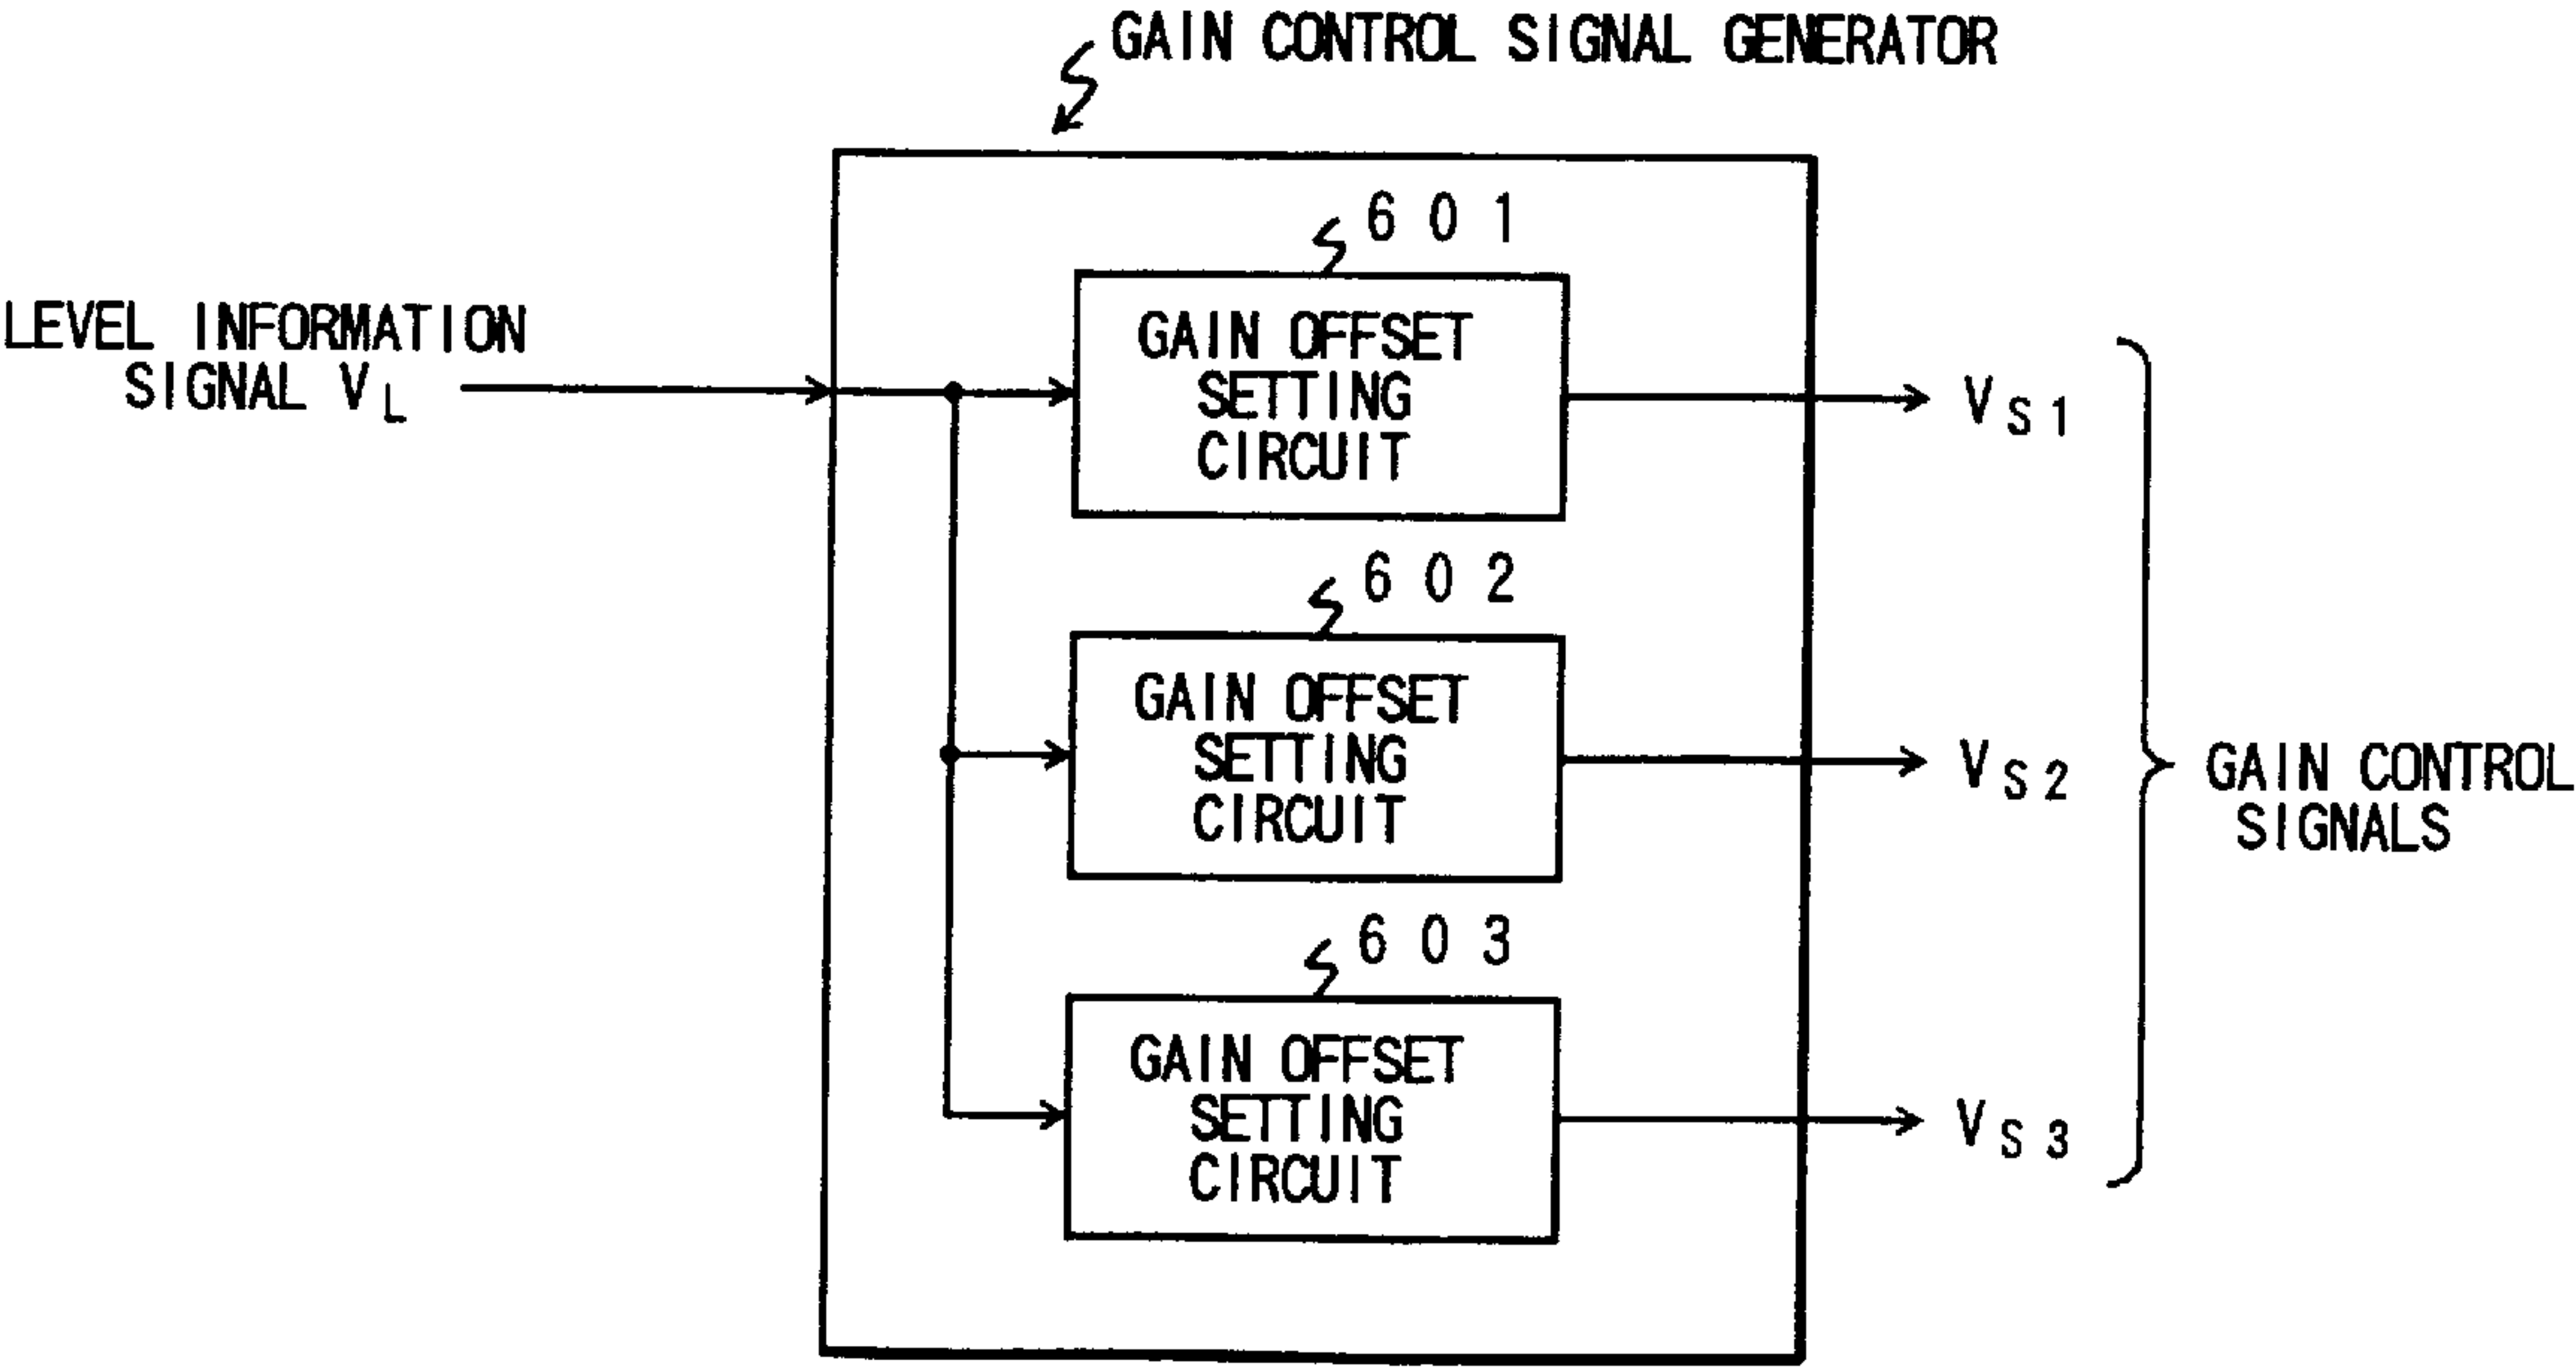 GAIN CONTROL SIGNAL GENERATOR
601
LEVEL INFORMATION
SIGNAL VL
GAIN OFFSET
SETTING
CIRCUIT
VS1
602
GAIN OFFSET
SETTING
CIRCUIT
VS2
GAIN CONTROL
SIGNALS
603
GAIN OFFSET
SETTING
CIRCUIT
VS3